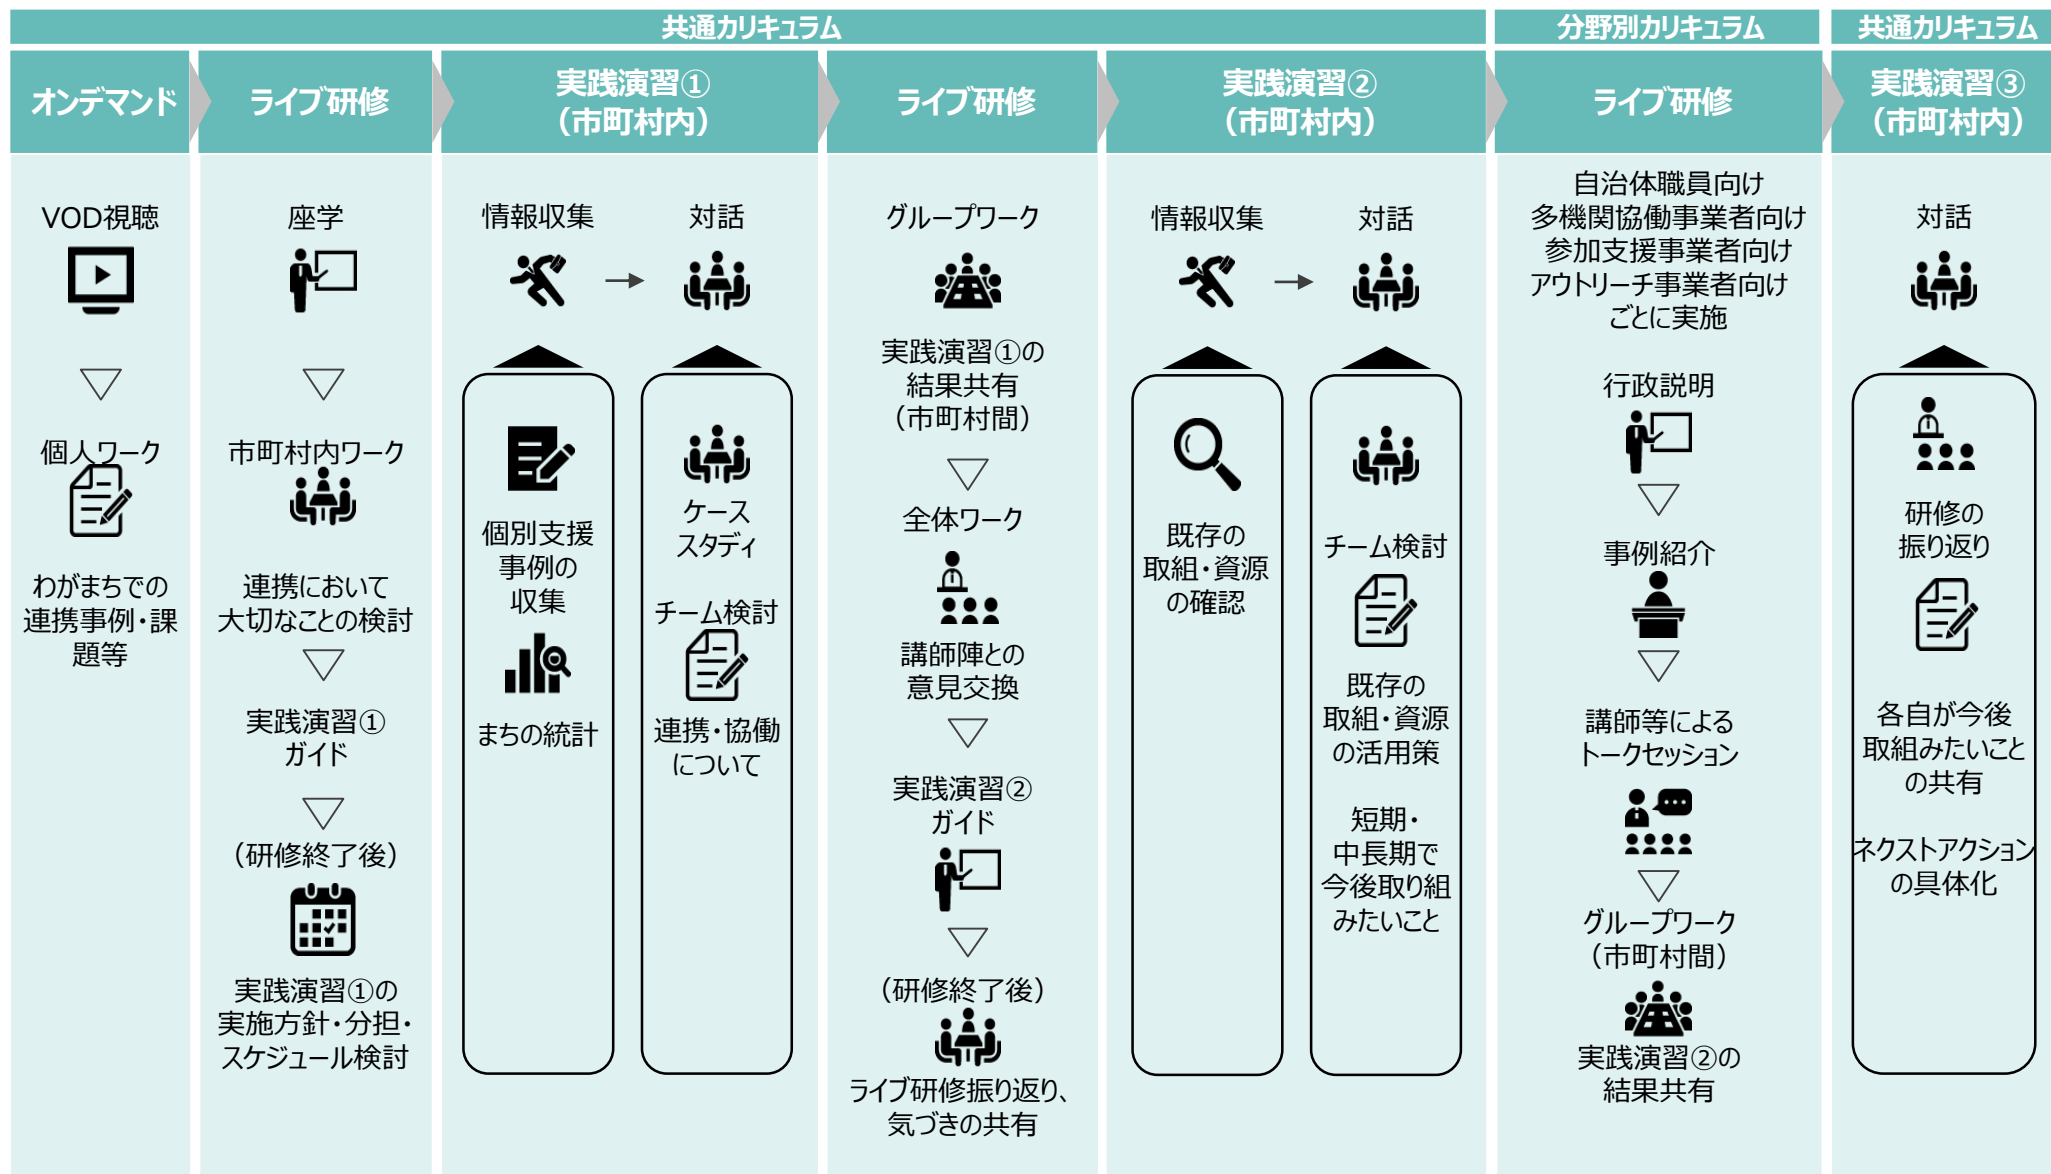 共通カリキュラム
分野別カリキュラム
共通カリキュラム
オンデマンド
ライブ研修
実践演習①
（市町村内）
ライブ研修
実践演習②
（市町村内）
ライブ研修
実践演習③
（市町村内）
VOD視聴
個人ワーク
わがまちでの
連携事例・課
題等
座学
市町村内ワーク
連携において
大切なことの検討
実践演習①
ガイド
（研修終了後）
実践演習①の
実施方針・分担・
スケジュール検討
情報収集
個別支援
事例の
収集
まちの統計
対話
ケース
スタディ
チーム検討
連携・協働
について
グループワーク
実践演習①の
結果共有
（市町村間）
全体ワーク
講師陣との
意見交換
実践演習②
ガイド
（研修終了後）
ライブ研修振り返り、
気づきの共有
情報収集
既存の
取組・資源
の確認
対話
チーム検討
既存の
取組・資源
の活用策
短期・
中長期で
今後取り組
みたいこと
自治体職員向け
多機関協働事業者向け
参加支援事業者向け
アウトリーチ事業者向け
ごとに実施
行政説明
事例紹介
講師等による
トークセッション
グループワーク
（市町村間）
実践演習②の
結果共有
対話
研修の
振り返り
各自が今後
取組みたいこと
の共有
ネクストアクション
の具体化